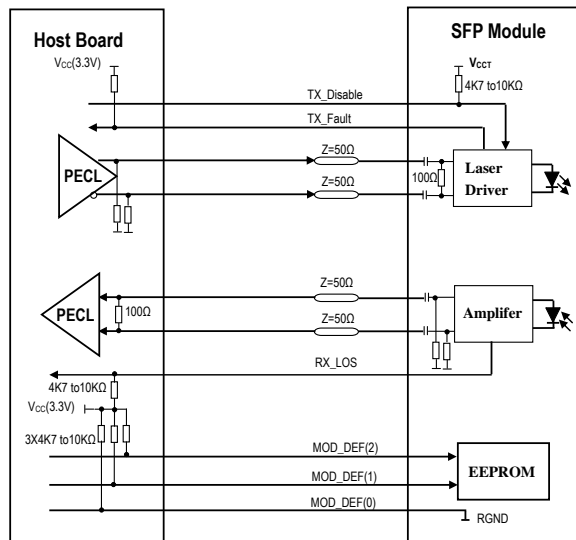 Host Board
SFP Module
VCC(3.3V)
VCCT
4K7 to10KΩ
TX_Disable
TX_Fault
Z=50Ω
PECL
100Ω
Laser
Driver
Z=50Ω
Z=50Ω
PECL
100Ω
Amplifer
Z=50Ω
RX_LOS
4K7 to10KΩ
VCC(3.3V)
3X4K7 to10KΩ
MOD_DEF(2)
EEPROM
MOD_DEF(1)
MOD_DEF(0)
RGND